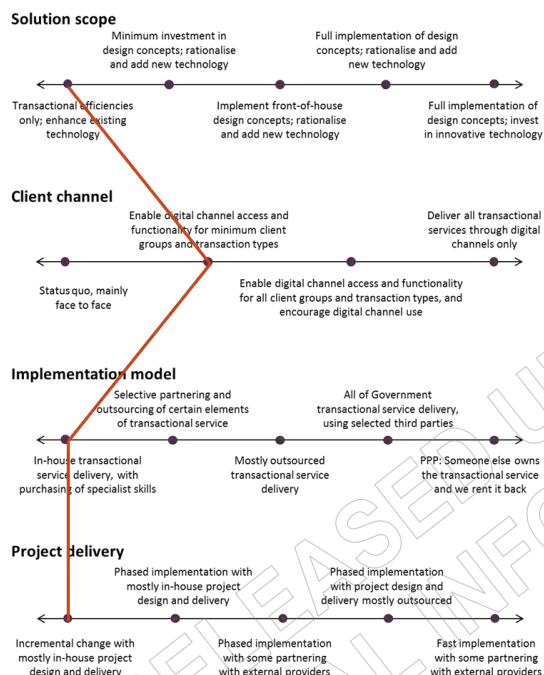 Solution scope
Minimum investment in
design concepts; rationalise
and add new technology
Full implementation of design
concepts; rationalise and add
new technology
Transactional efficiencies
only; enhance existing
technology
Implement front-of-house
design concepts; rationalise
and add new technology
Full implementation of
design concepts; invest
in innovative technology
Client channel
Enable digital channel access and
functionality for minimum client
groups and transaction types
Deliver all transactional
services through digital
channels only
Status quo, mainly
face to face
Enable digital channel access and functionality
for all client groups and transaction types, and
encourage digital channel use
Implementation model
Selective partnering and
outsourcing of certain elements
of transactional service
All of Government
transactional service delivery,
using selected third parties
In-house transactional
service delivery, with
purchasing of specialist skills
Mostly outsourced
transactional service
delivery
PPP: Someone else owns
the transactional service
and we rent it back
Project delivery
Phased implementation with
mostly in-house project
design and delivery
Phased implementation
with project design and
delivery mostly outsourced
Incremental change with
mostly in-house project
design and delivery
Phased implementation
with some partnering
with external providers
Fast implementation
with some partnering
with external providers